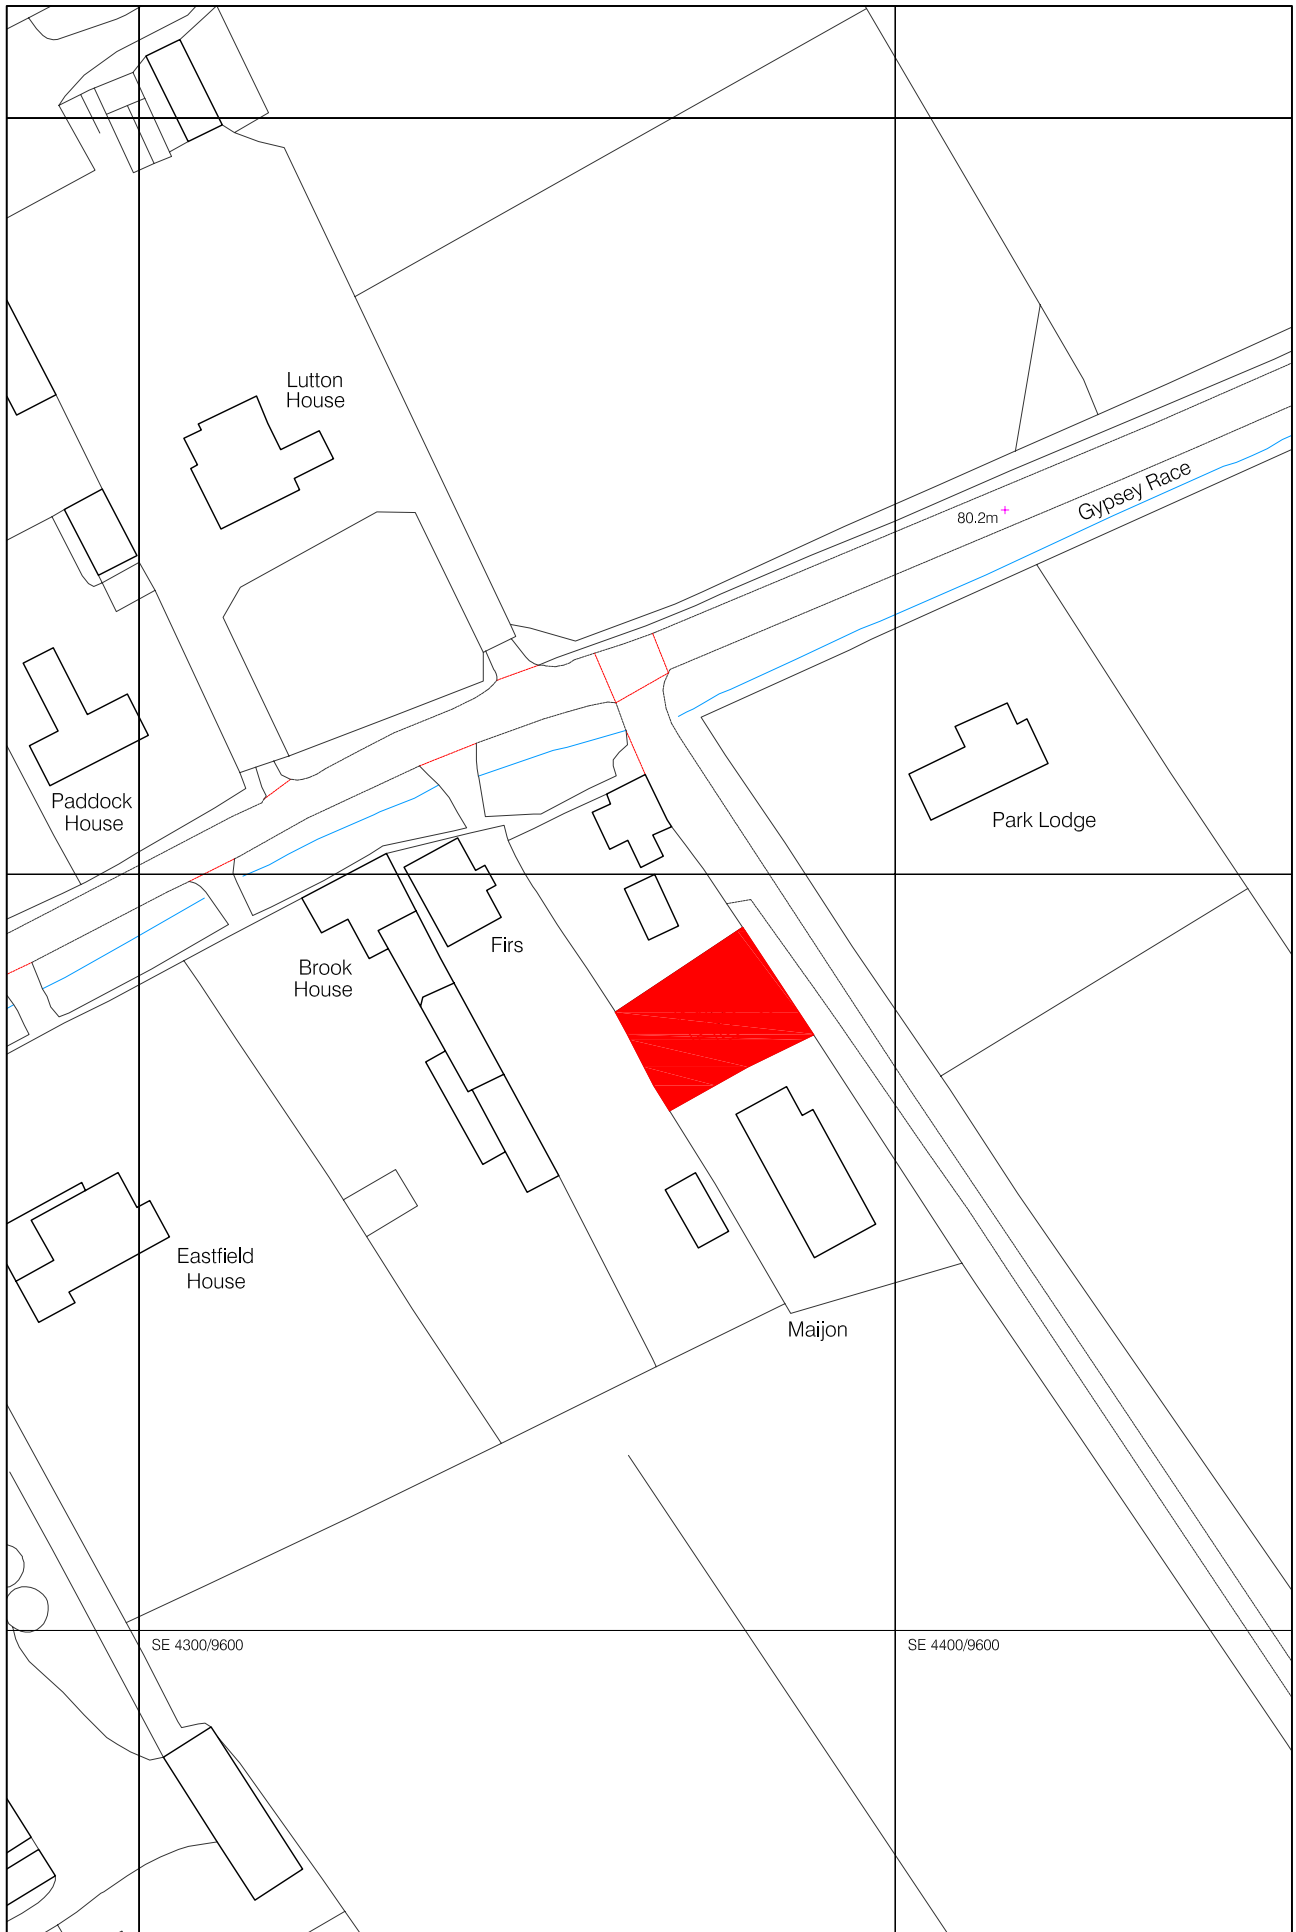 Lutton
House
Gypsey Race
80.2m
Paddock
House
Park Lodge
Firs
Brook
House
Eastfield
House
Maijon
SE 4300/9600
SE 4400/9600